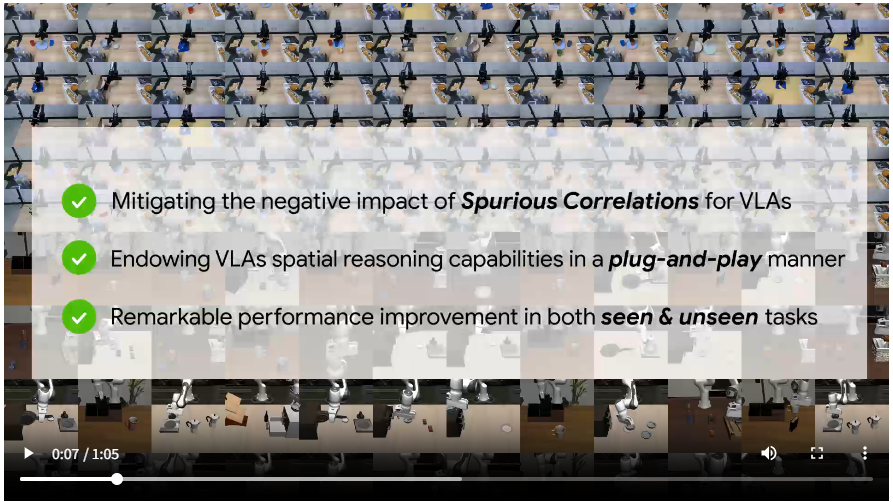 Mitigating the negative impact of Spurious Correlations for VLAs
Endowing VLAs spatial reasoning capabilities in a plug-and-play manner
Remarkable performance improvement in both seen & unseen tasks
0:07 / 1:05